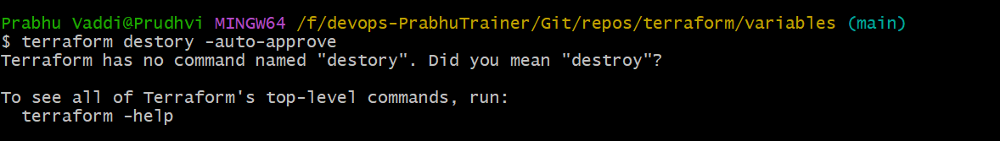 Prabhu Vaddi@Prudhvi MINGW64 /f/devops-PrabhuTrainer/Git/repos/terraform/variables (main)
$ terraform destory -auto-approve
Terraform has no command named "destory". Did you mean "destroy"?
To see all of Terraform's top-level commands, run:
terraform -help